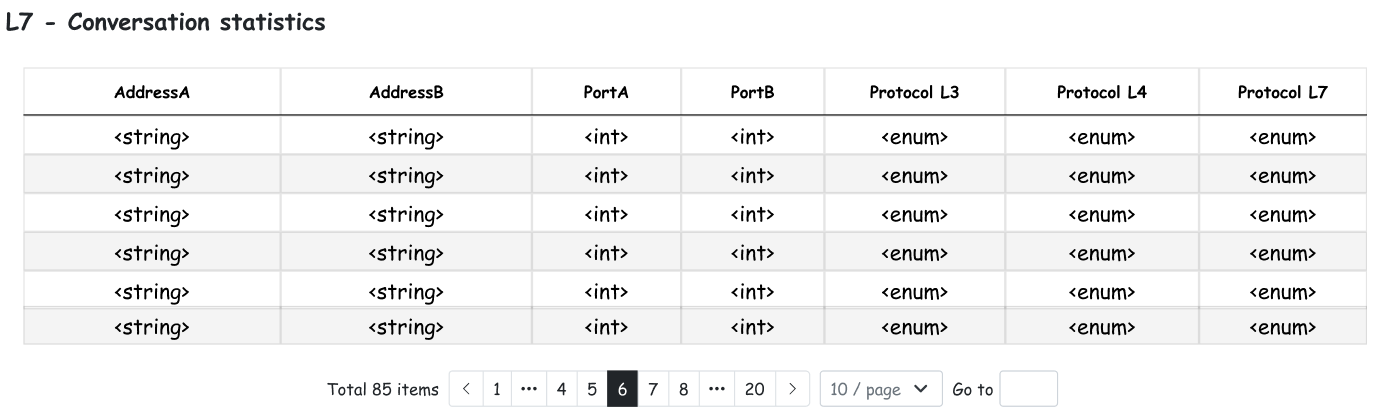 L7 - Conversation statistics
AddressA AddressB PortA PortB Protocol L3 Protocol L4 Protocol L7
<string> <string> <int> <int> <enum> <enum> <enum>
<string> <string> <int> <int> <enum> <enum> <enum>
<string> <string> <int> <int> <enum> <enum> <enum>
<string> <string> <int> <int> <enum> <enum> <enum>
<string> <string> <int> <int> <enum> <enum> <enum>
<string> <string> <int> <int> <enum> <enum> <enum>
Total 85 items < 1 ··· 4 5 6 7 8 ··· 20 > 10 / page Go to